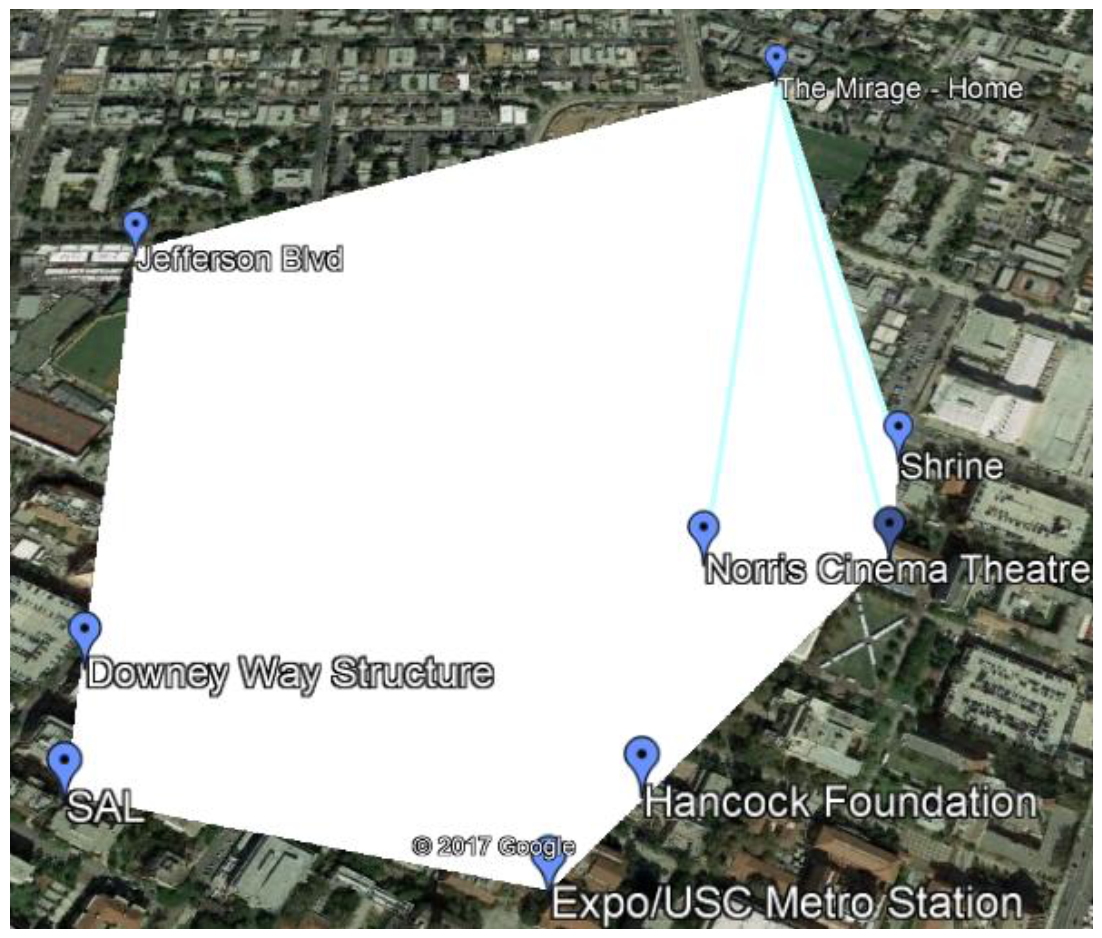 The Mirage - Home
Jefferson Blvd
Shrine
Norris Cinema Theatre
Downey Way Structure
SAL
Hancock Foundation
© 2017 Google
Expo/USC Metro Station